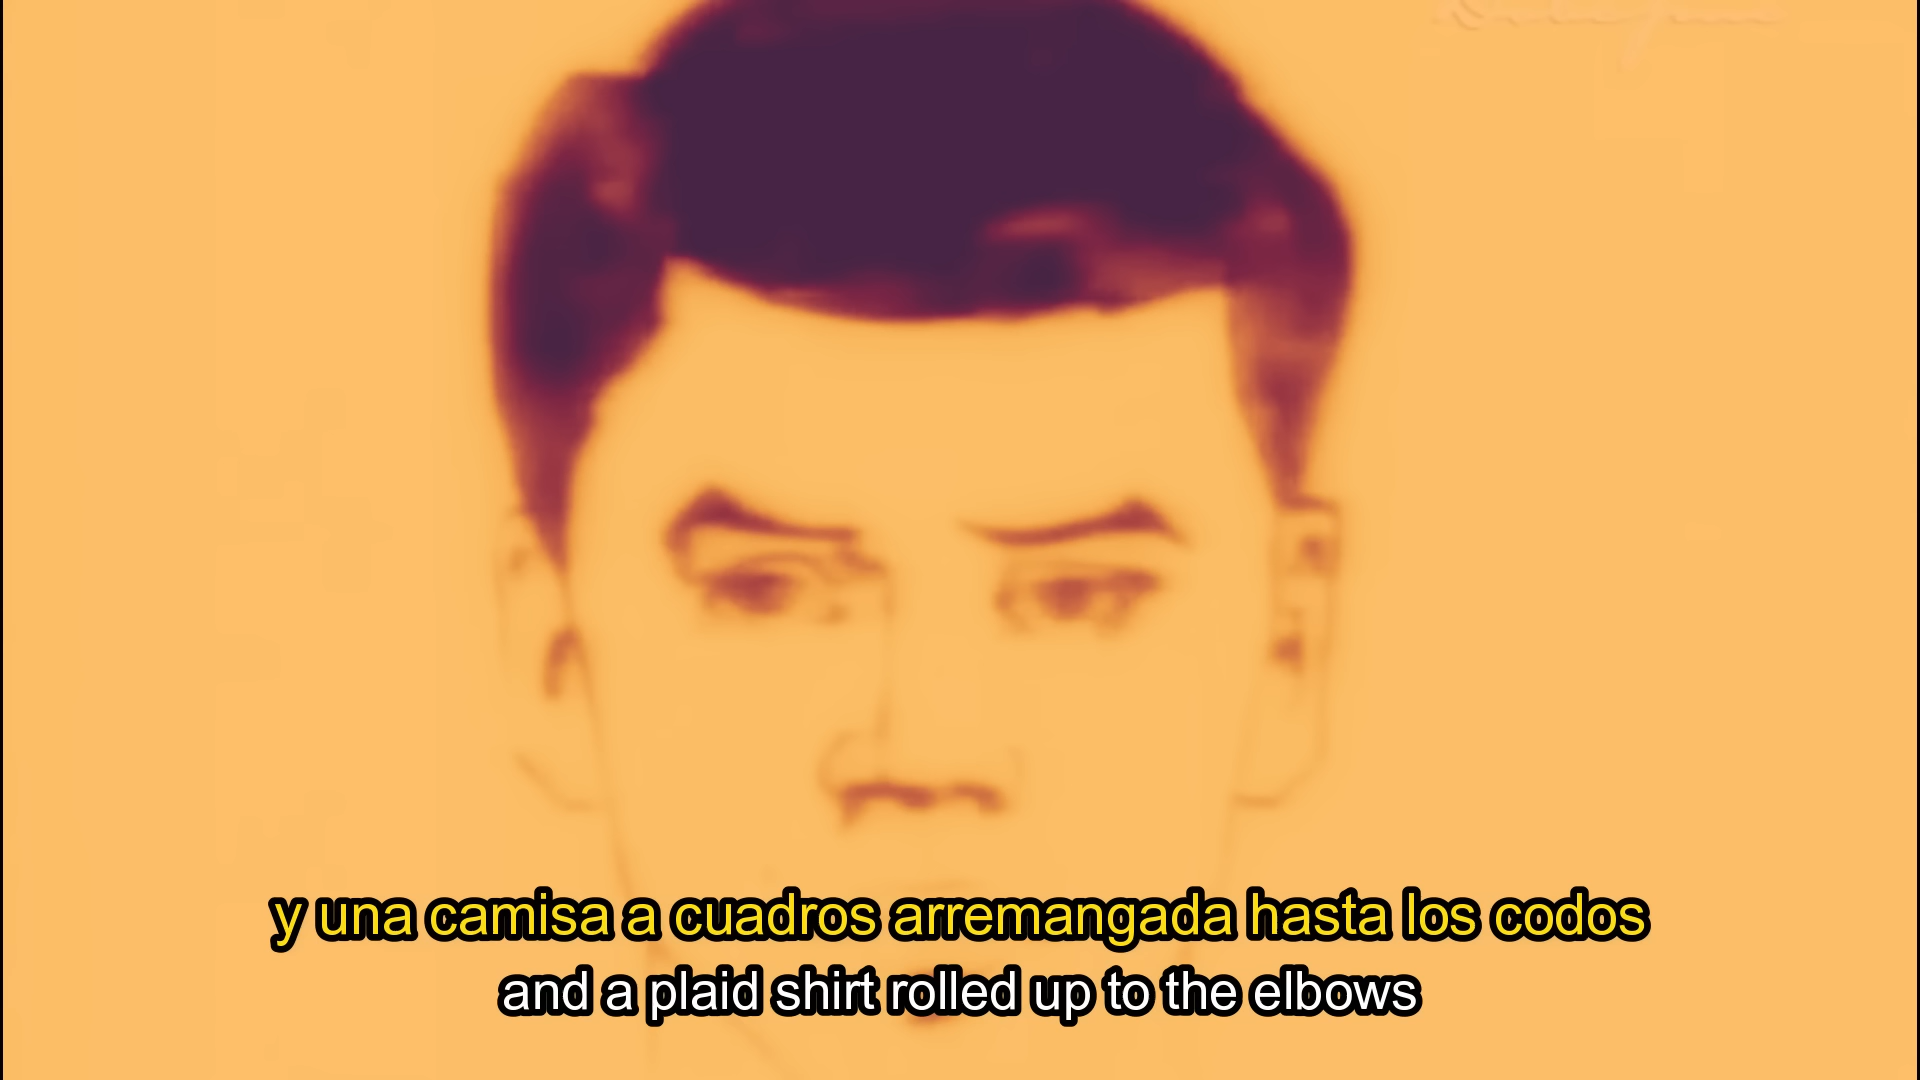 y una camisa a cuadros arremangada hasta los codos
and a plaid shirt rolled up to the elbows